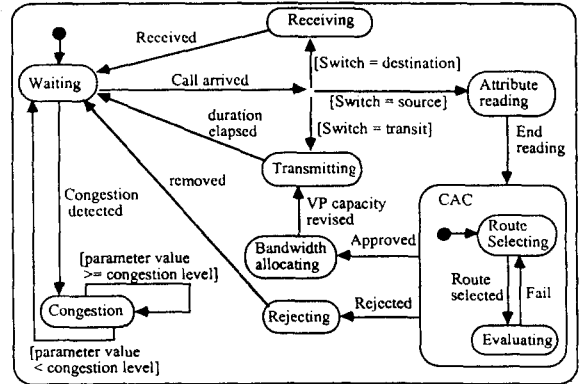 Receiving
Received
Waiting
Call arrived
[Switch = destination]
[Switch = source]
Attribute
reading
duration
elapsed
[Switch = transit]
End
reading
Transmitting
removed
CAC
Congestion
detected
VP capacity
revised
Route
Selecting
Bandwidth
allocating
Approved
[parameter value
>= congestion level]
Route
selected
Fail
Congestion
Rejecting
Rejected
Evaluating
[parameter value
< congestion level]